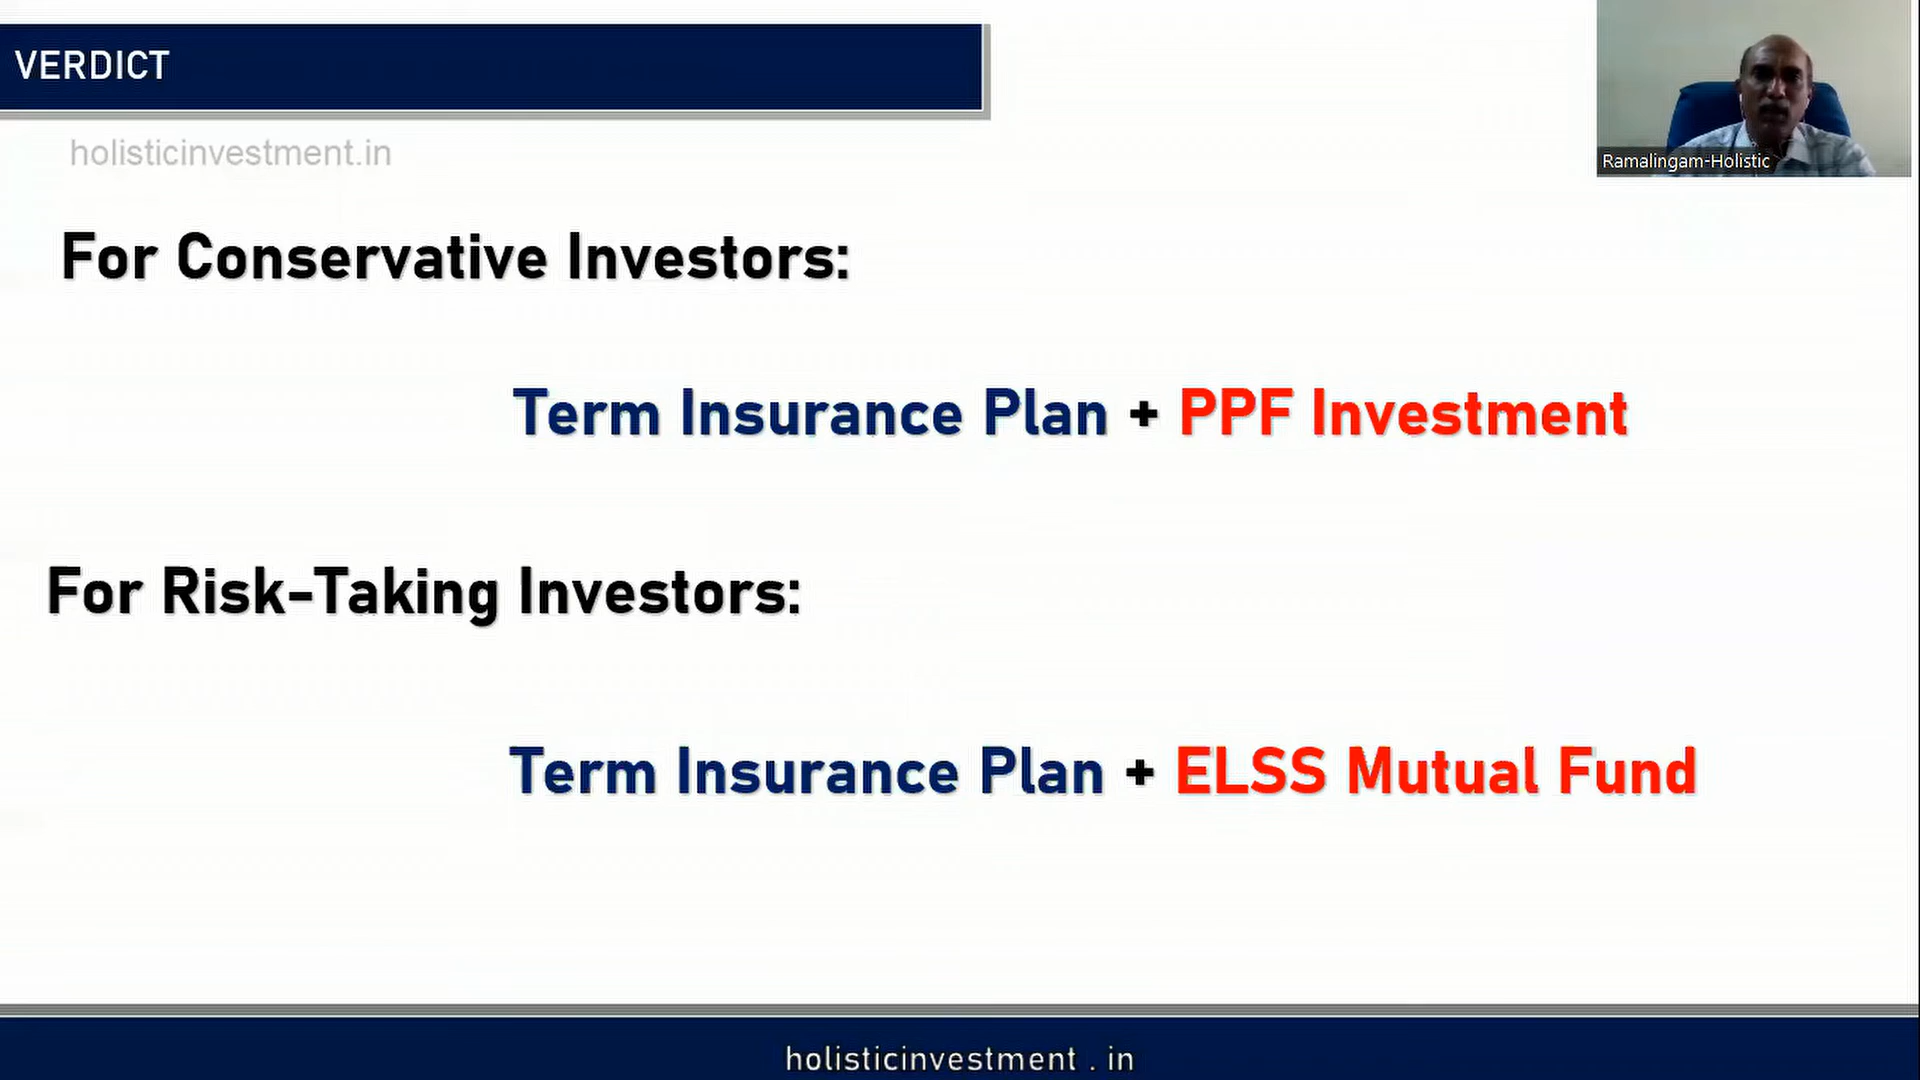 VERDICT
Ramalingam-Holistic
holisticinvestment.in
For Conservative Investors:
Term Insurance Plan + PPF Investment
For Risk-Taking Investors:
Term Insurance Plan + ELSS Mutual Fund
holisticinvestment . in